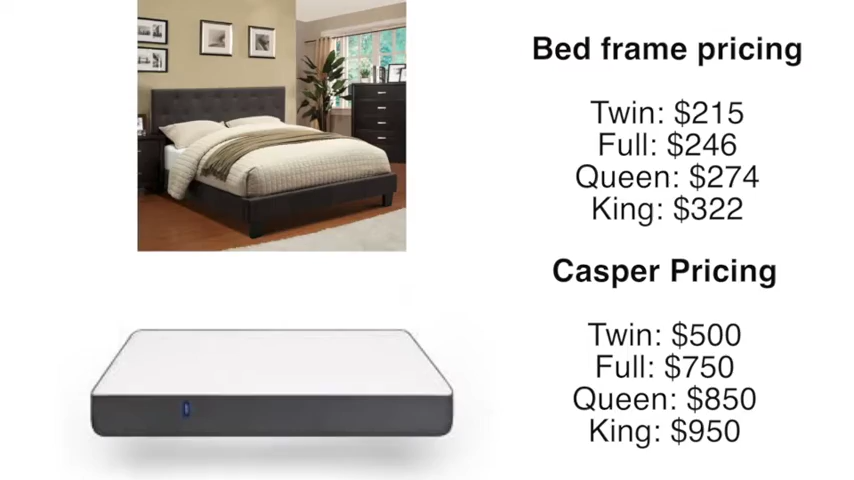 Bed frame pricing
Twin: $215
Full: $246
Queen: $274
King: $322
Casper Pricing
Twin: $500
Full: $750
Queen: $850
King: $950